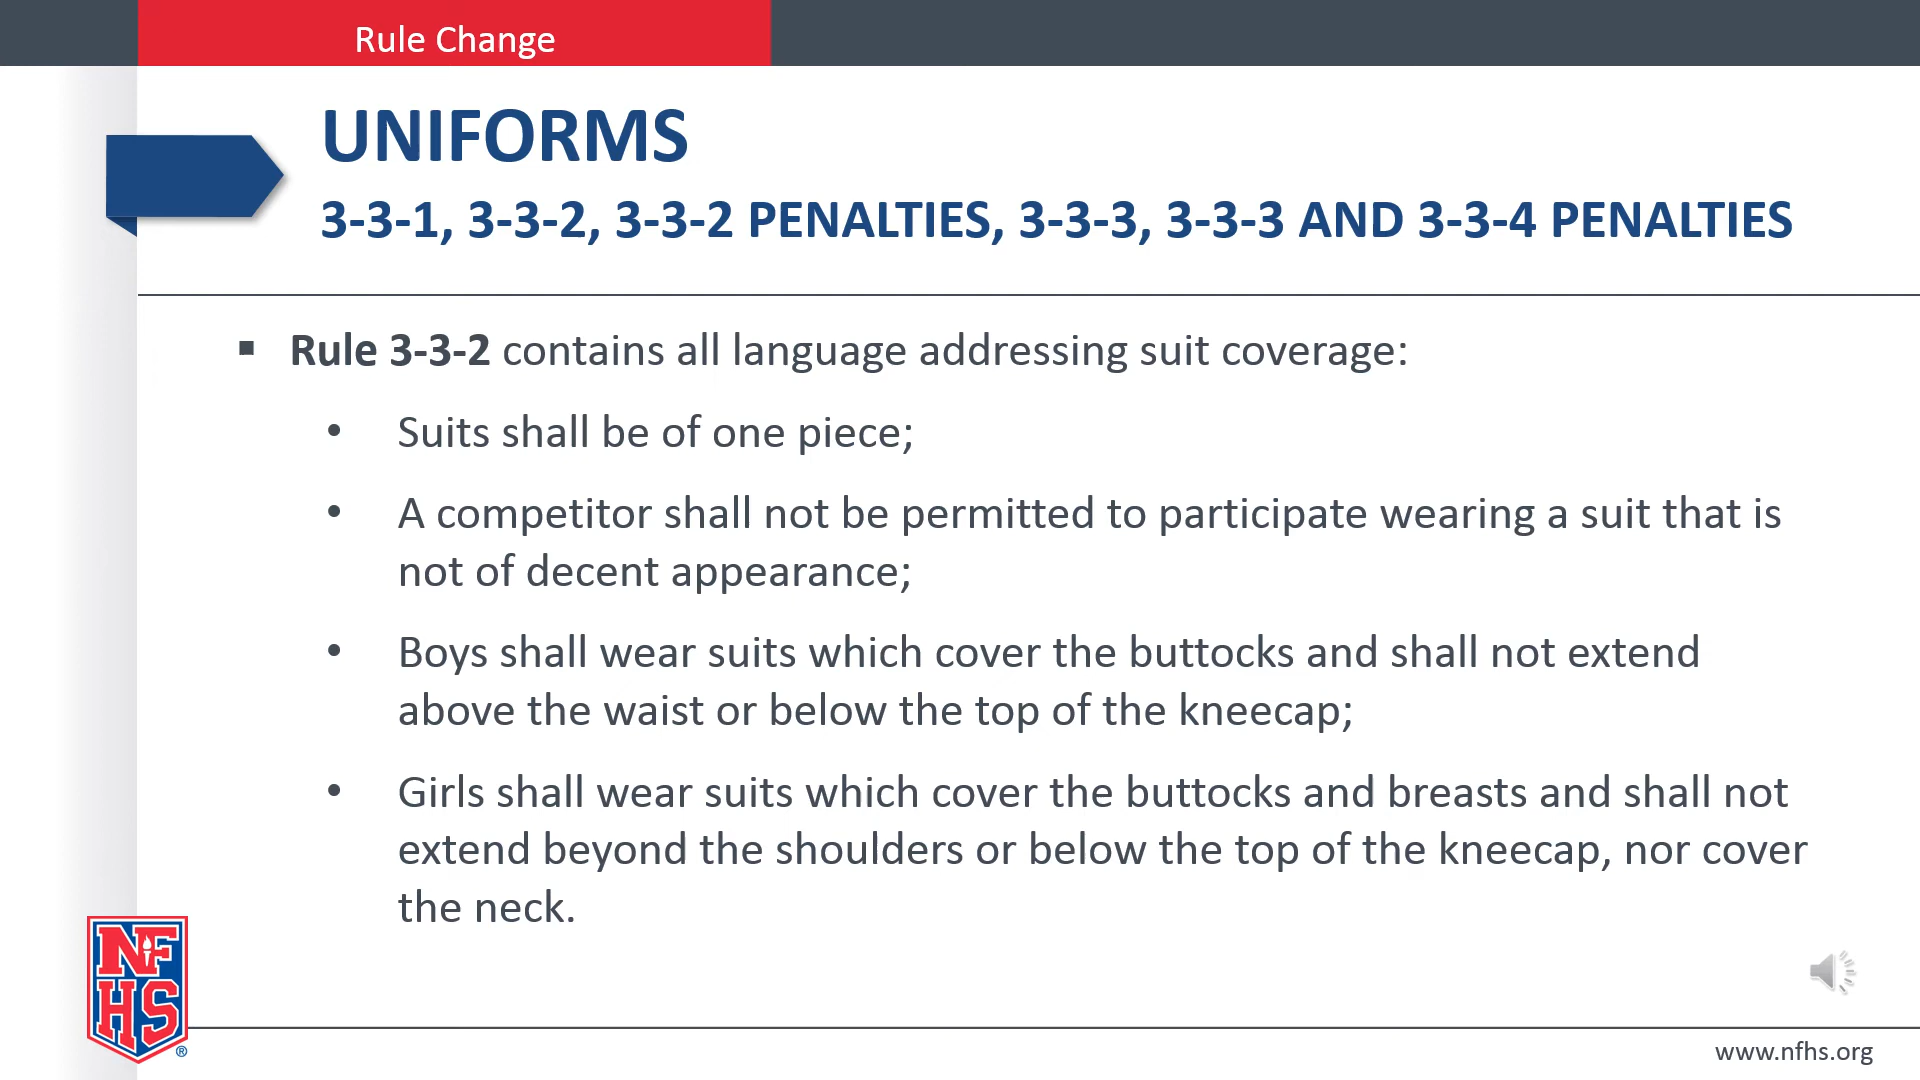 Rule Change
UNIFORMS
3-3-1, 3-3-2, 3-3-2 PENALTIES, 3-3-3, 3-3-3 AND 3-3-4 PENALTIES
▪ Rule 3-3-2 contains all language addressing suit coverage:
• Suits shall be of one piece;
• A competitor shall not be permitted to participate wearing a suit that is
not of decent appearance;
• Boys shall wear suits which cover the buttocks and shall not extend
above the waist or below the top of the kneecap;
• Girls shall wear suits which cover the buttocks and breasts and shall not
extend beyond the shoulders or below the top of the kneecap, nor cover
the neck.
NF
HS
®
www.nfhs.org